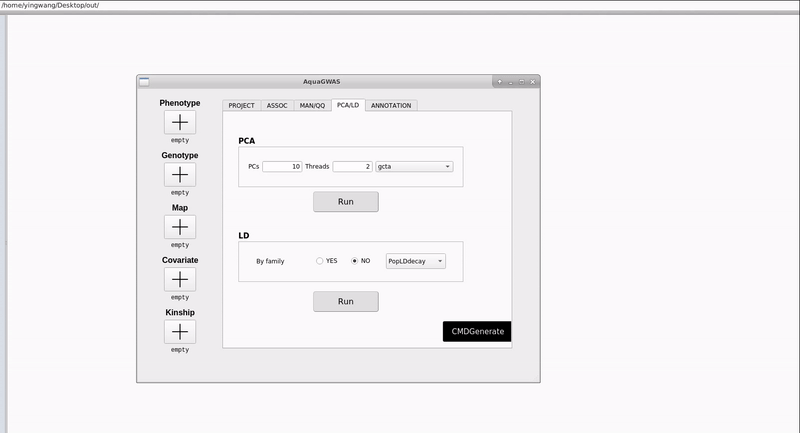 /home/yingwang/Desktop/out/
AquaGWAS
Phenotype
empty
Genotype
empty
Map
empty
Covariate
empty
Kinship
empty
PROJECT ASSOC MAN/QQ PCA/LD ANNOTATION
PCA
PCs 10 Threads 2 gcta
Run
LD
By family YES NO PopLDdecay
Run
CMDGenerate